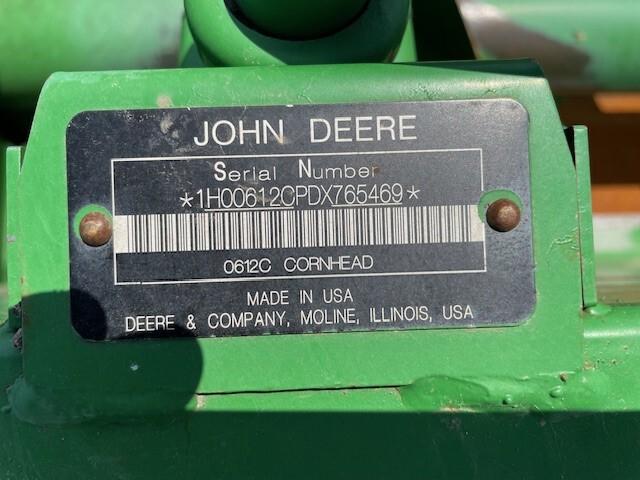 JOHN DEERE
Serial Number
*1H00612CPDX765469*
0612C CORNHEAD
MADE IN USA
DEERE & COMPANY, MOLINE, ILLINOIS, USA